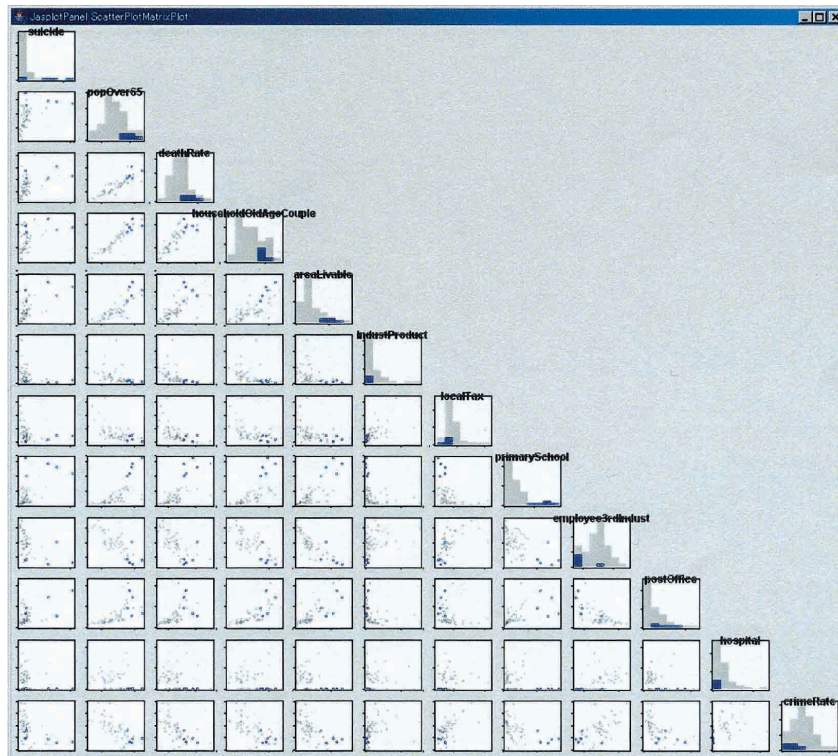 JasplotPanel ScatterPlotMatrixPlot
suicide
popOver65
deathRate
householdOldAgeCouple
areaLivable
industProduct
localTax
primarySchool
employee3rdIndust
postOffice
hospital
crimeRate